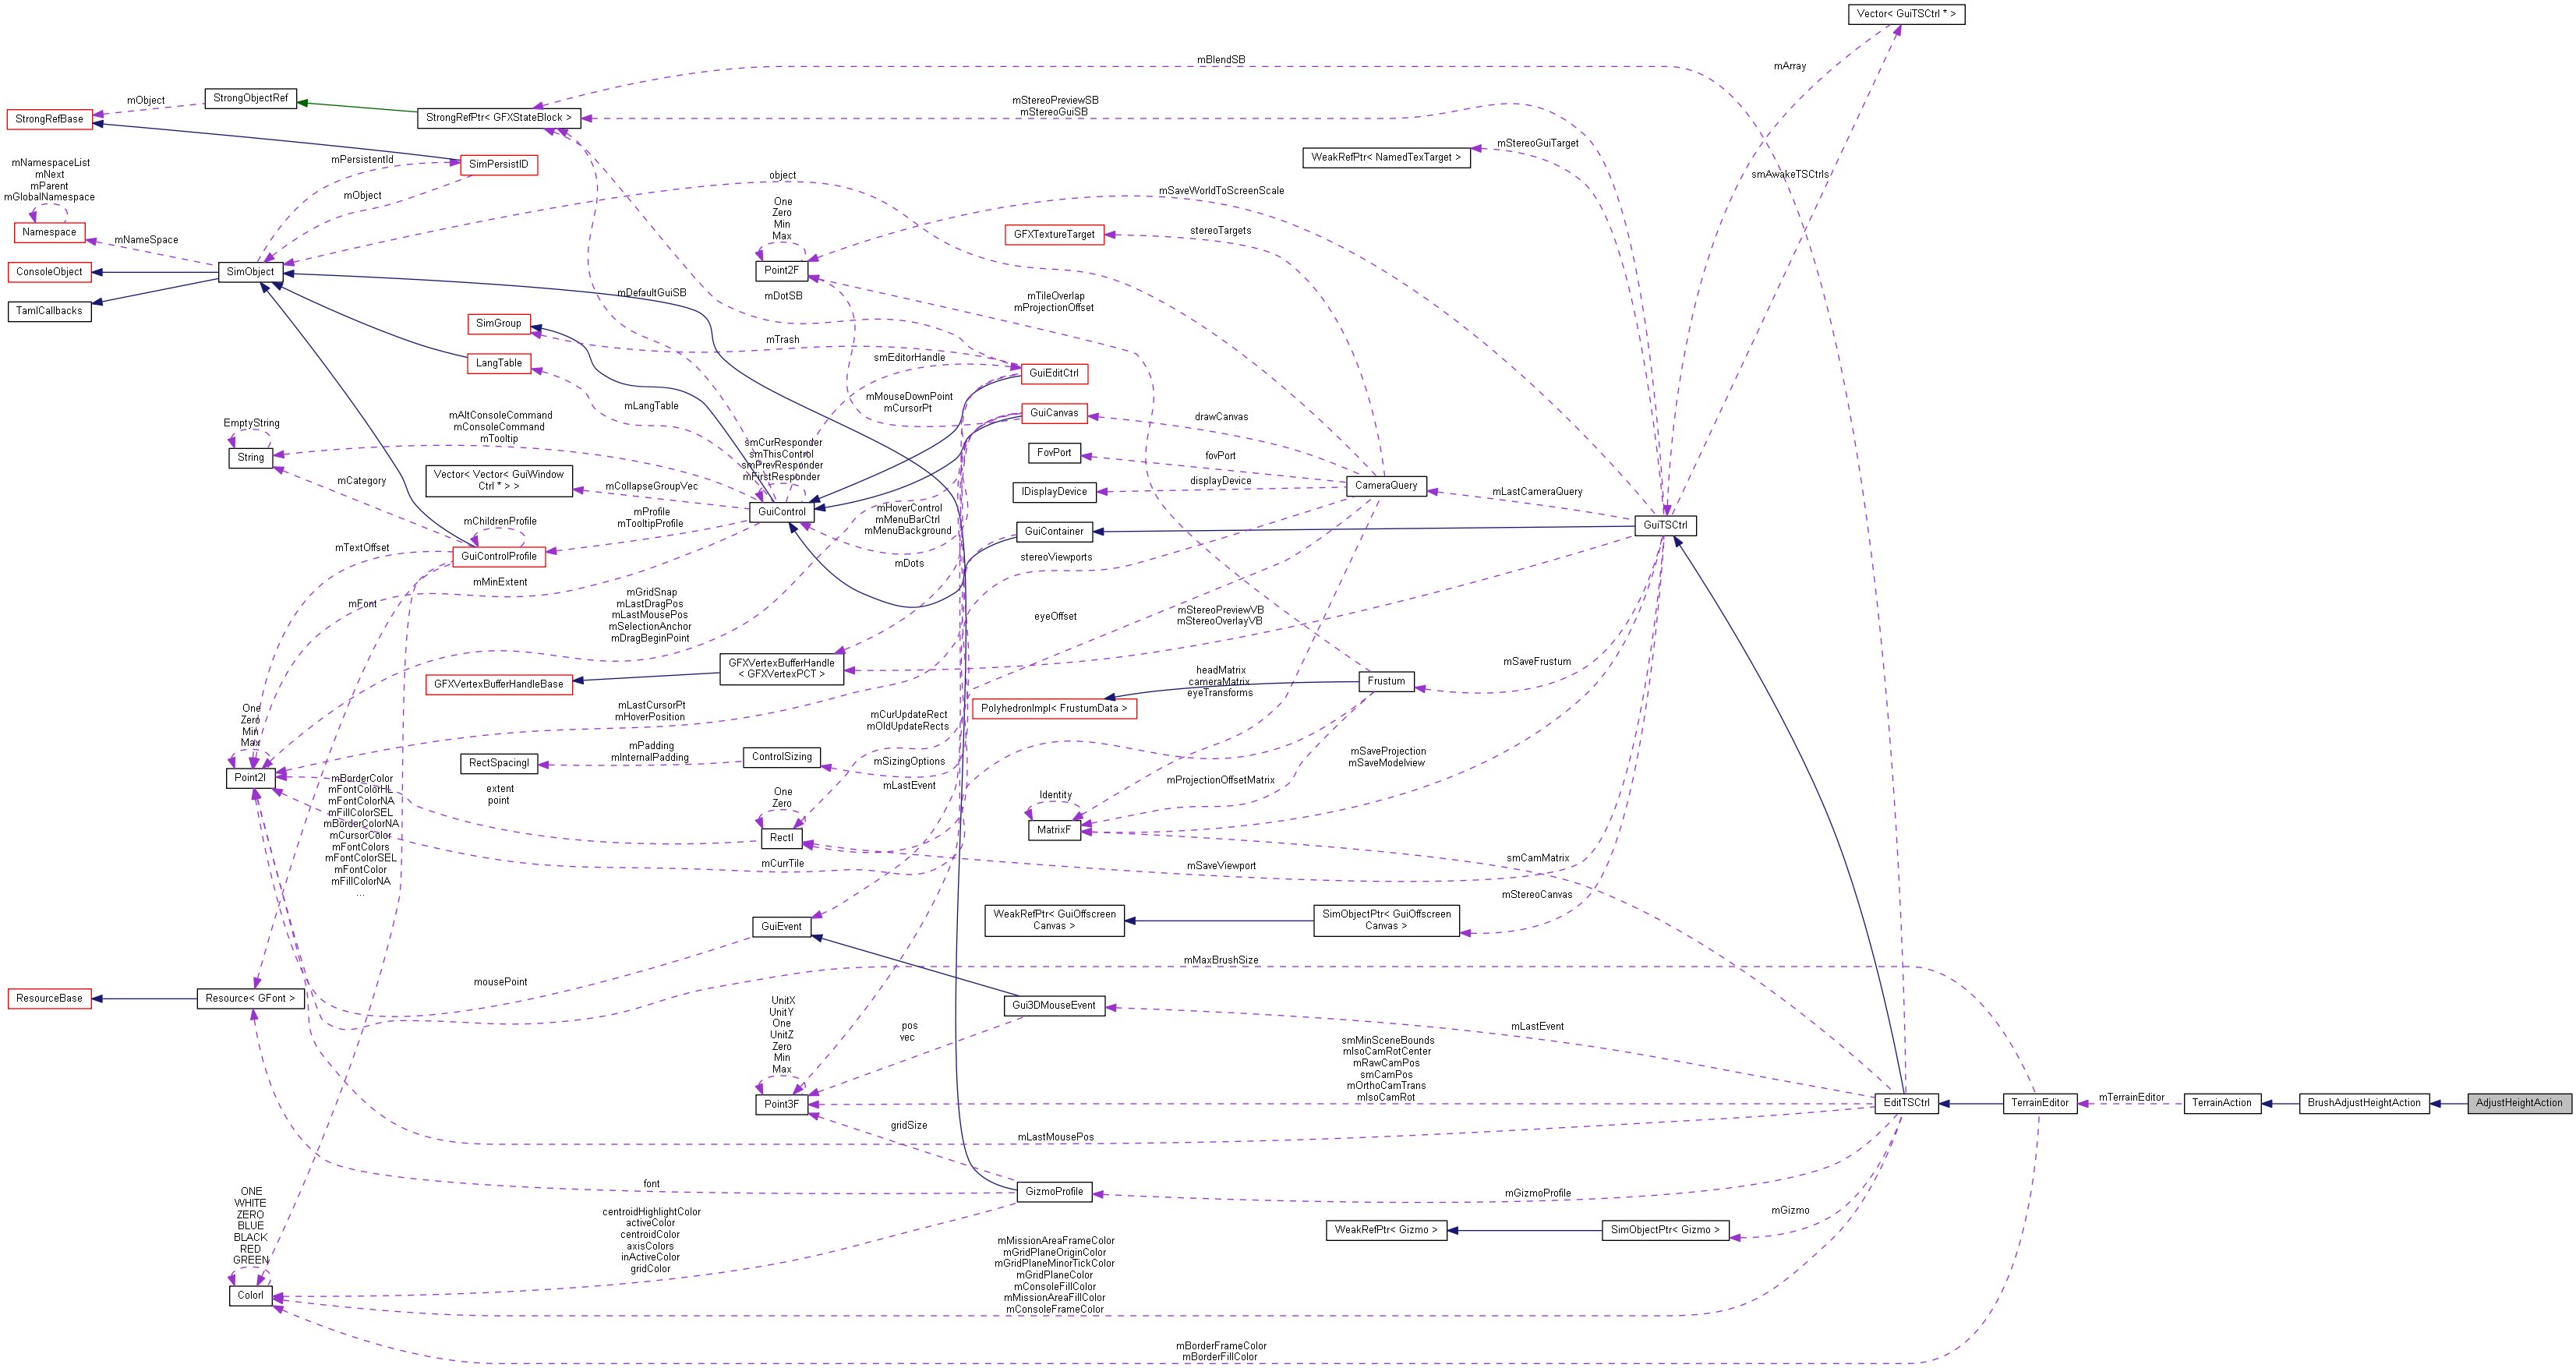 Vector< GuiTSCtrl * >
mBlendSB
mArray
StrongObjectRef
mObject
StrongRefBase
StrongRefPtr< GFXStateBlock >
mStereoPreviewSB
mStereoGuiSB
mStereoGuiTarget
WeakRefPtr< NamedTexTarget >
SimPersistID
mPersistentId
mObject
mNamespaceList
mNext
mParent
mGlobalNamespace
Namespace
mNameSpace
object
mSaveWorldToScreenScale
smAwakeTSCtrls
One
Zero
Min
Max
Point2F
GFXTextureTarget
stereoTargets
ConsoleObject
SimObject
TamlCallbacks
mDefaultGuiSB
mDotSB
mTileOverlap
mProjectionOffset
SimGroup
mTrash
LangTable
smEditorHandle
GuiEditCtrl
mLangTable
mMouseDownPoint
mCursorPt
GuiCanvas
drawCanvas
mAltConsoleCommand
mConsoleCommand
mTooltip
EmptyString
String
smCurResponder
smThisControl
smPrevResponder
mFirstResponder
FovPort
fovPort
Vector< Vector< GuiWindow
Ctrl * > >
mCollapseGroupVec
mCategory
IDisplayDevice
displayDevice
CameraQuery
mLastCameraQuery
GuiControl
mHoverControl
mMenuBarCtrl
mMenuBackground
GuiContainer
GuiTSCtrl
mChildrenProfile
mProfile
mTooltipProfile
mTextOffset
GuiControlProfile
mDots
stereoViewports
mMinExtent
mFont
mGridSnap
mLastDragPos
mLastMousePos
mSelectionAnchor
mDragBeginPoint
eyeOffset
mStereoPreviewVB
mStereoOverlayVB
GFXVertexBufferHandle
< GFXVertexPCT >
GFXVertexBufferHandleBase
headMatrix
cameraMatrix
eyeTransforms
Frustum
mSaveFrustum
PolyhedronImpl< FrustumData >
One
Zero
Min
Max
Point2I
mLastCursorPt
mHoverPosition
mCurUpdateRect
mOldUpdateRects
RectSpacingI
mPadding
mInternalPadding
ControlSizing
mSizingOptions
mLastEvent
mSaveProjection
mSaveModelview
mProjectionOffsetMatrix
extent
point
One
Zero
RectI
Identity
MatrixF
mBorderColor
mFontColorHL
mFontColorNA
mFillColorSEL
mBorderColorNA
mCursorColor
mFontColors
mFontColorSEL
mFontColor
mFillColorNA
...
mCurrTile
mSaveViewport
smCamMatrix
mStereoCanvas
GuiEvent
WeakRefPtr< GuiOffscreen
Canvas >
SimObjectPtr< GuiOffscreen
Canvas >
mMaxBrushSize
mousePoint
ResourceBase
Resource< GFont >
Gui3DMouseEvent
mLastEvent
UnitX
UnitY
One
UnitZ
Zero
Min
Max
Point3F
pos
vec
smMinSceneBounds
mIsoCamRotCenter
mRawCamPos
smCamPos
mOrthoCamTrans
mIsoCamRot
EditTSCtrl
TerrainEditor
mTerrainEditor
TerrainAction
BrushAdjustHeightAction
AdjustHeightAction
gridSize
mLastMousePos
font
GizmoProfile
mGizmoProfile
mGizmo
WeakRefPtr< Gizmo >
SimObjectPtr< Gizmo >
ONE
WHITE
ZERO
BLUE
BLACK
RED
GREEN
ColorI
centroidHighlightColor
activeColor
centroidColor
axisColors
inActiveColor
gridColor
mMissionAreaFrameColor
mGridPlaneOriginColor
mGridPlaneMinorTickColor
mGridPlaneColor
mConsoleFillColor
mMissionAreaFillColor
mConsoleFrameColor
mBorderFrameColor
mBorderFillColor